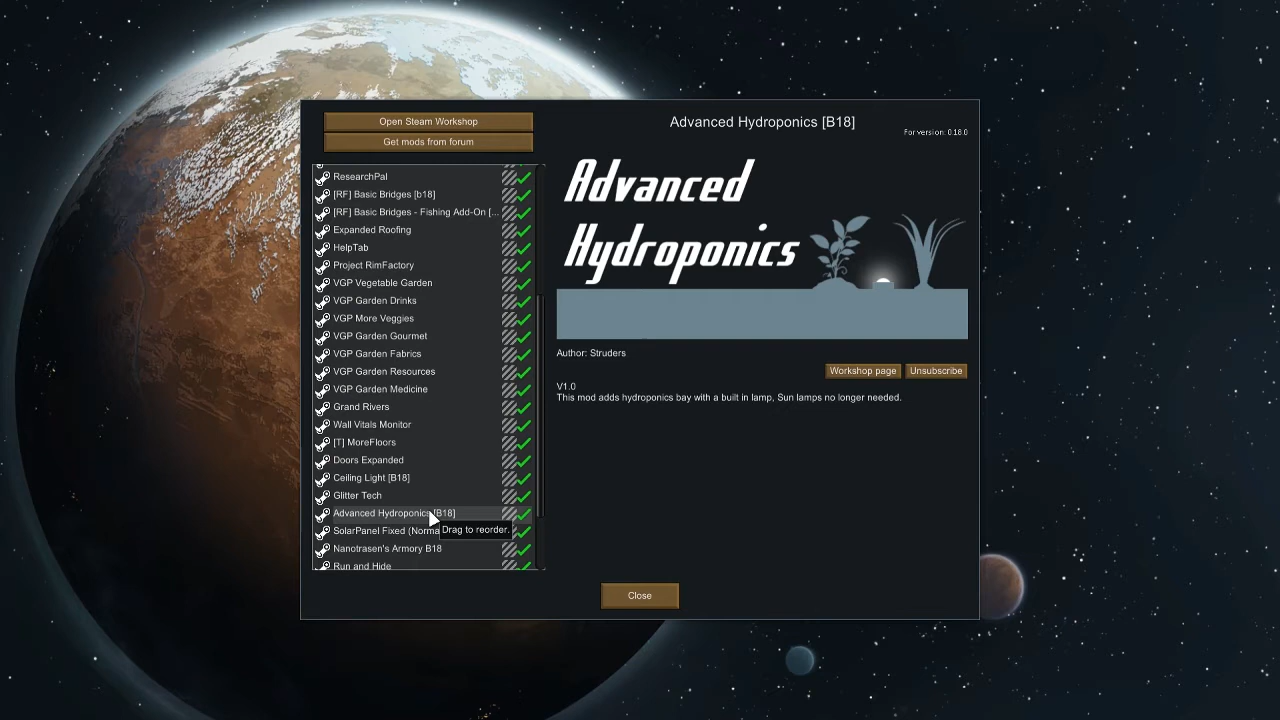 Open Steam Workshop
Get mods from forum
ResearchPal
[RF] Basic Bridges [b18]
[RF] Basic Bridges - Fishing Add-On [...
Expanded Roofing
HelpTab
Project RimFactory
VGP Vegetable Garden
VGP Garden Drinks
VGP More Veggies
VGP Garden Gourmet
VGP Garden Fabrics
VGP Garden Resources
VGP Garden Medicine
Grand Rivers
Wall Vitals Monitor
[T] MoreFloors
Doors Expanded
Ceiling Light [B18]
Glitter Tech
Advanced Hydroponics [B18]
Drag to reorder.
SolarPanel Fixed (Norma
Nanotrasen's Armory B18
Run and Hide
Advanced Hydroponics [B18]
For version: 0.18.0
Advanced
Hydroponics
Author: Struders
Workshop page
Unsubscribe
V1.0
This mod adds hydroponics bay with a built in lamp, Sun lamps no longer needed.
Close